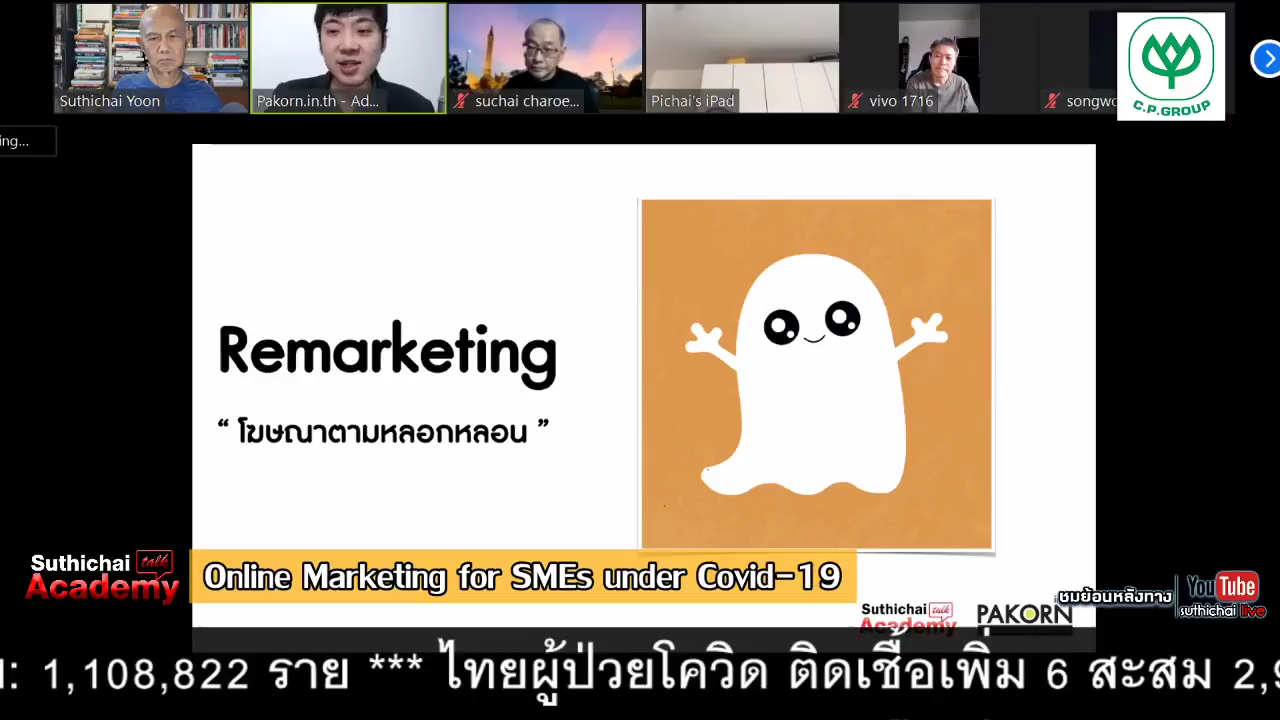 Suthichai Yoon
Pakorn.in.th - Ad...
suchai charoe...
Pichai's iPad
vivo 1716
songwo
C.P.GROUP
ing...
Remarketing
“ โฆษณาตามหลอกหลอน ”
Suthichai talk
Academy
Online Marketing for SMEs under Covid-19
Suthichai talk
Academy
PAKORN
ชมย้อนหลังทาง
YouTube
suthichai live
: 1,108,822 ราย *** ไทยผู้ป่วยโควิด ติดเชื้อเพิ่ม 6 สะสม 2,9